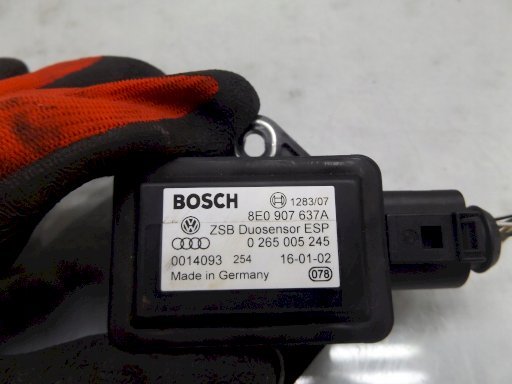 BOSCH 1283/07
8E0 907 637A
ZSB Duosensor ESP
0 265 005 245
0014093 254 16-01-02
Made in Germany 078